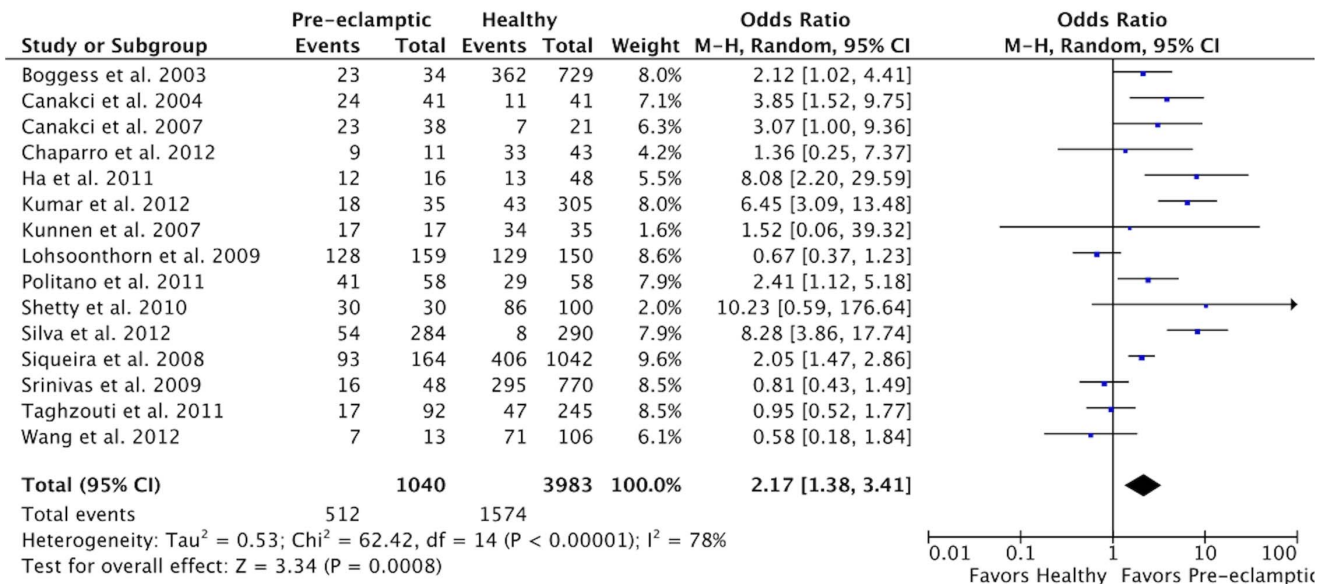 Pre-eclamptic Healthy Odds Ratio Odds Ratio
Study or Subgroup Events Total Events Total Weight M-H, Random, 95% CI M-H, Random, 95% CI
Boggess et al. 2003 23 34 362 729 8.0% 2.12 [1.02, 4.41]
Canakci et al. 2004 24 41 11 41 7.1% 3.85 [1.52, 9.75]
Canakci et al. 2007 23 38 7 21 6.3% 3.07 [1.00, 9.36]
Chaparro et al. 2012 9 11 33 43 4.2% 1.36 [0.25, 7.37]
Ha et al. 2011 12 16 13 48 5.5% 8.08 [2.20, 29.59]
Kumar et al. 2012 18 35 43 305 8.0% 6.45 [3.09, 13.48]
Kunnen et al. 2007 17 17 34 35 1.6% 1.52 [0.06, 39.32]
Lohsoonthorn et al. 2009 128 159 129 150 8.6% 0.67 [0.37, 1.23]
Politano et al. 2011 41 58 29 58 7.9% 2.41 [1.12, 5.18]
Shetty et al. 2010 30 30 86 100 2.0% 10.23 [0.59, 176.64]
Silva et al. 2012 54 284 8 290 7.9% 8.28 [3.86, 17.74]
Siqueira et al. 2008 93 164 406 1042 9.6% 2.05 [1.47, 2.86]
Srinivas et al. 2009 16 48 295 770 8.5% 0.81 [0.43, 1.49]
Taghzouti et al. 2011 17 92 47 245 8.5% 0.95 [0.52, 1.77]
Wang et al. 2012 7 13 71 106 6.1% 0.58 [0.18, 1.84]
Total (95% CI) 1040 3983 100.0% 2.17 [1.38, 3.41]
Total events 512 1574
Heterogeneity: Tau² = 0.53; Chi² = 62.42, df = 14 (P < 0.00001); I² = 78%
Test for overall effect: Z = 3.34 (P = 0.0008)
0.01 0.1 1 10 100
Favors Healthy Favors Pre-eclamptic